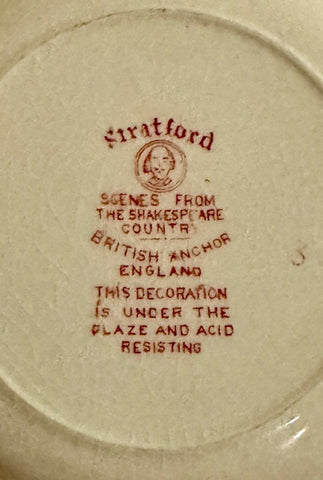 Stratford
SCENES FROM
THE SHAKESPEARE
COUNTRY
BRITISH ANCHOR
ENGLAND
THIS DECORATION
IS UNDER THE
GLAZE AND ACID
RESISTING